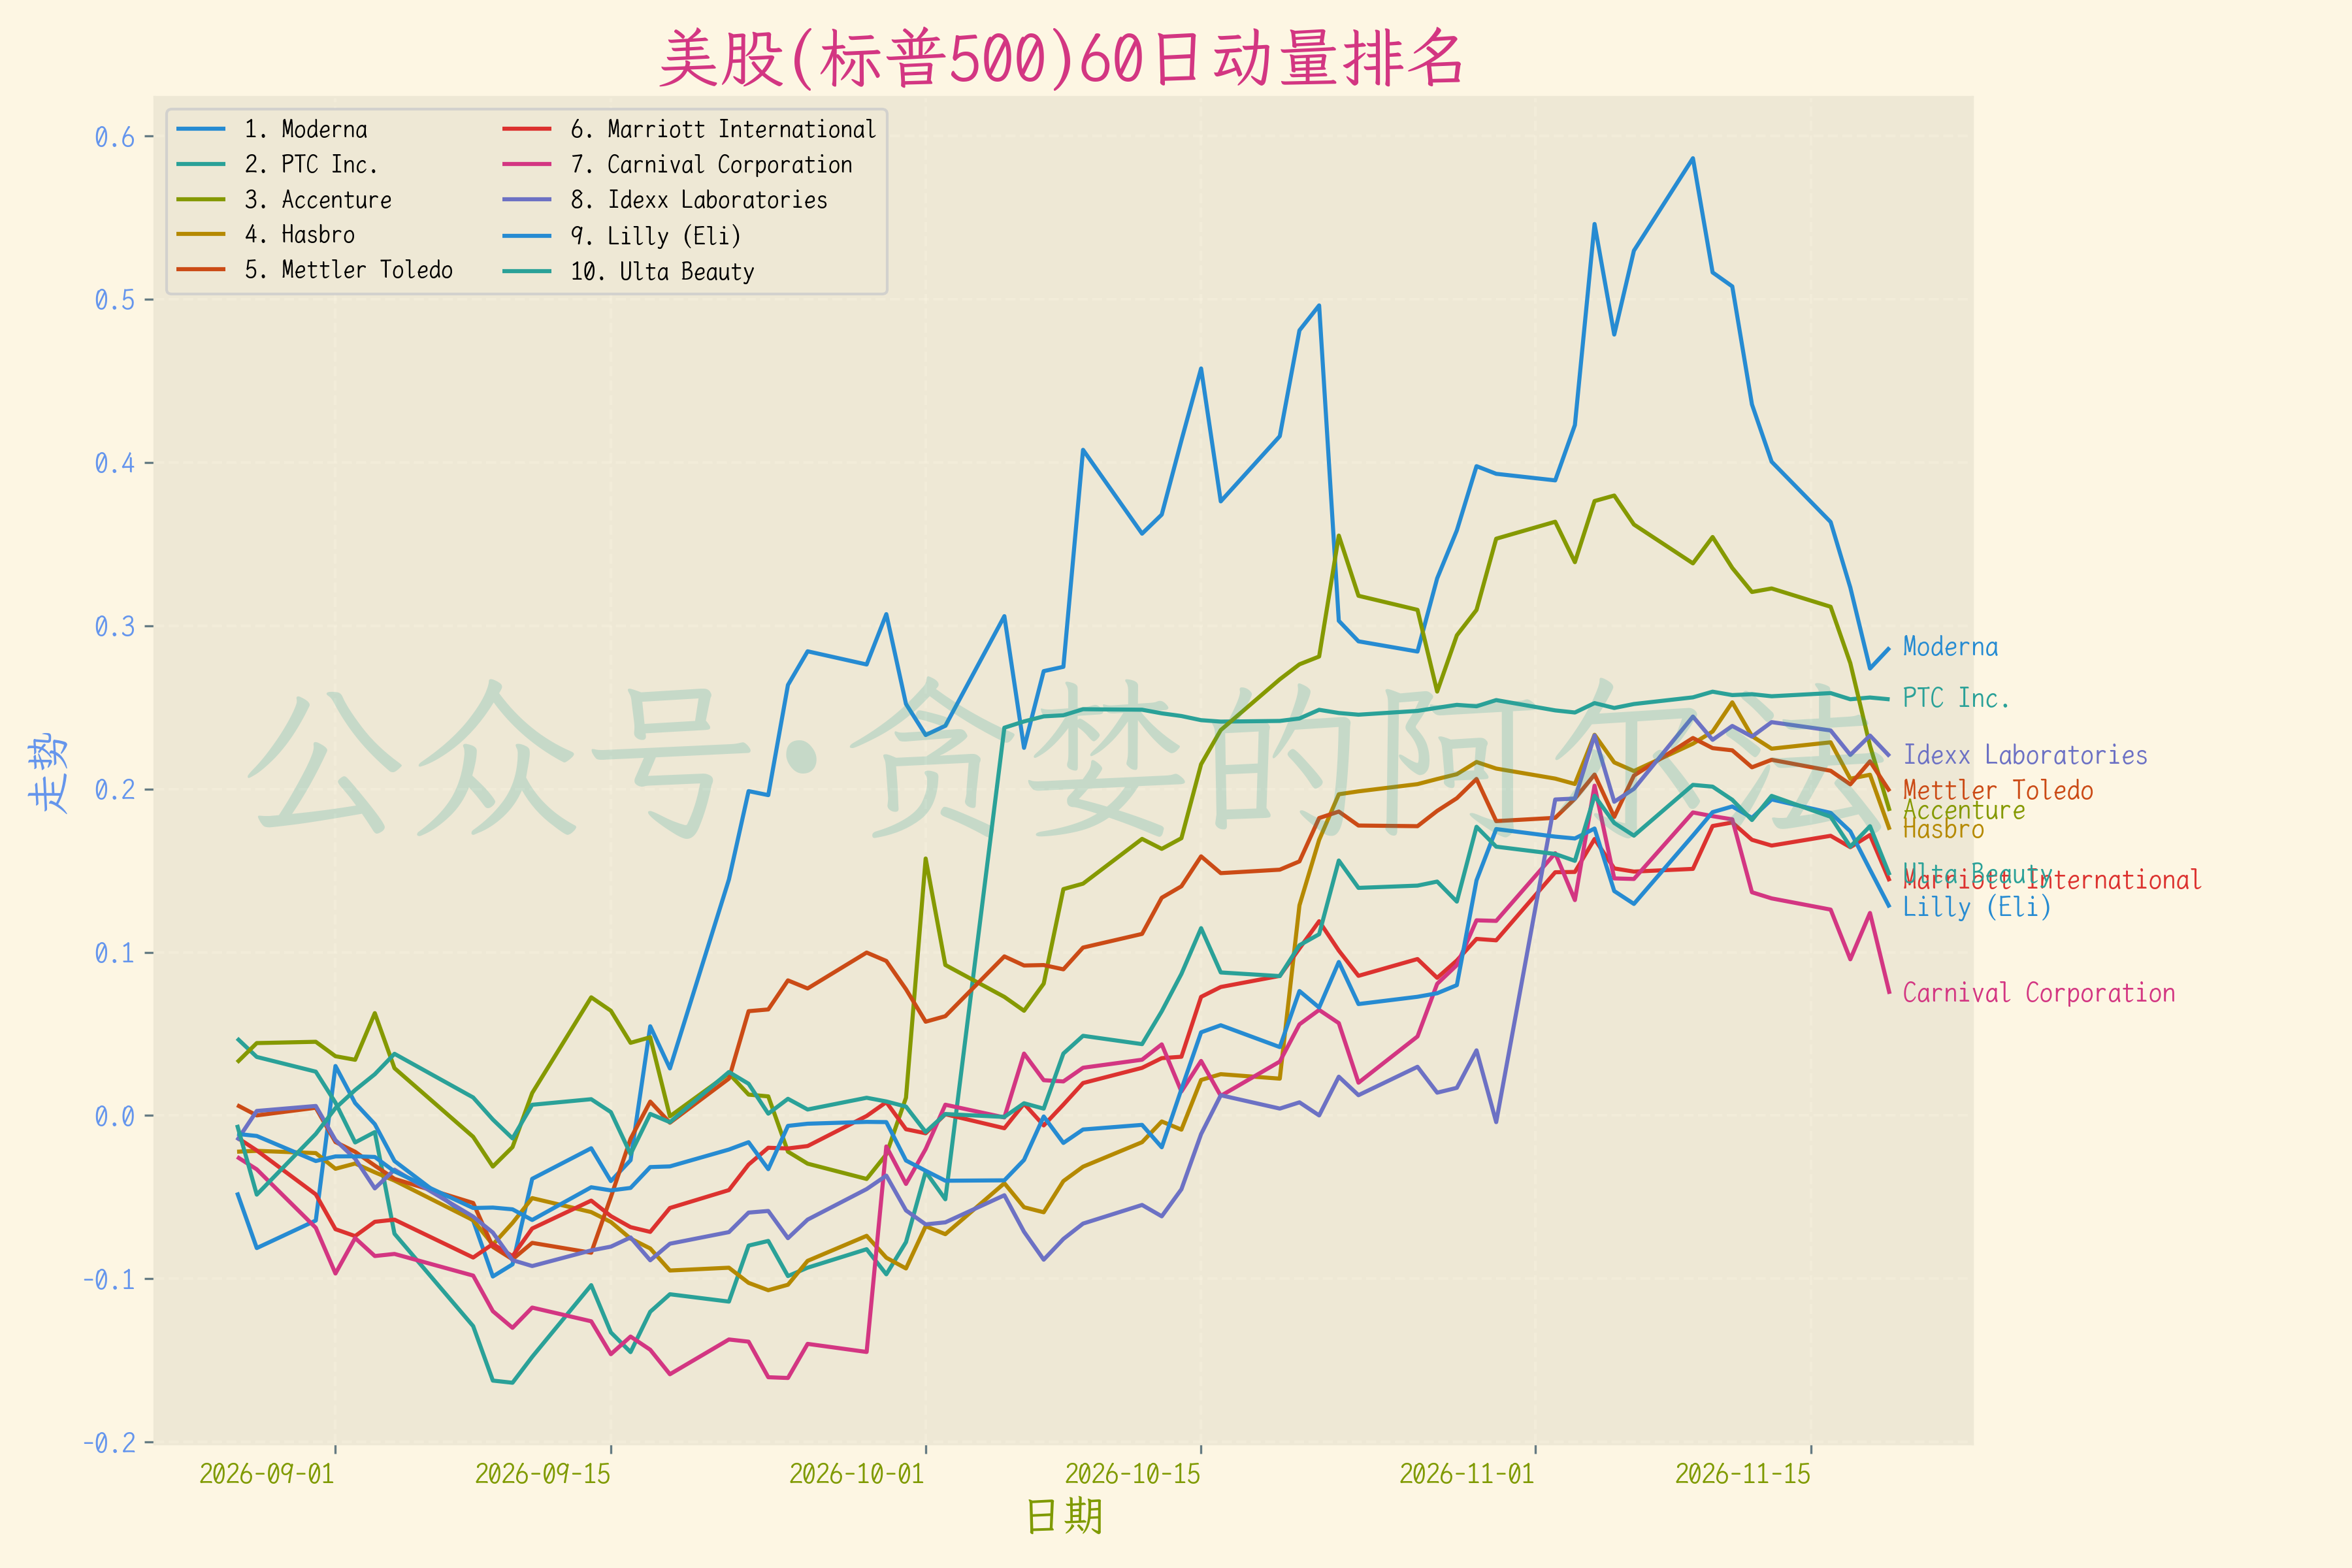 美股(标普500)60日动量排名
1. Moderna
2. PTC Inc.
3. Accenture
4. Hasbro
5. Mettler Toledo
6. Marriott International
7. Carnival Corporation
8. Idexx Laboratories
9. Lilly (Eli)
10. Ulta Beauty
0.6
0.5
0.4
0.3
0.2
0.1
0.0
-0.1
-0.2
走势
公众号·贪婪的阿尔法
Moderna
PTC Inc.
Idexx Laboratories
Mettler Toledo
Accenture
Hasbro
Ulta Beauty
Marriott International
Lilly (Eli)
Carnival Corporation
2026-09-01
2026-09-15
2026-10-01
2026-10-15
2026-11-01
2026-11-15
日期